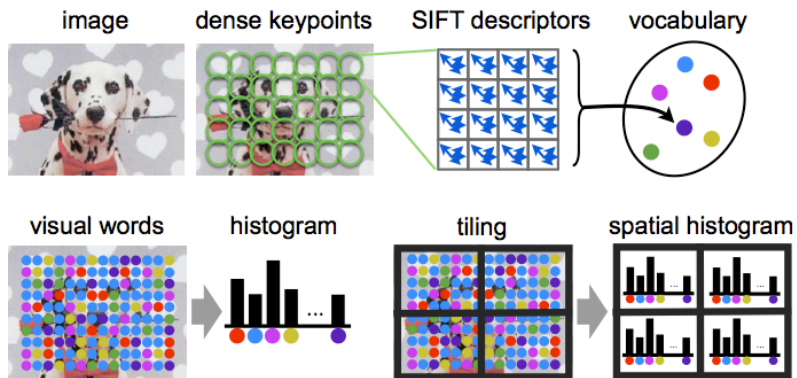 image
dense keypoints
SIFT descriptors
vocabulary
visual words
histogram
tiling
spatial histogram
...
...
...
...
...